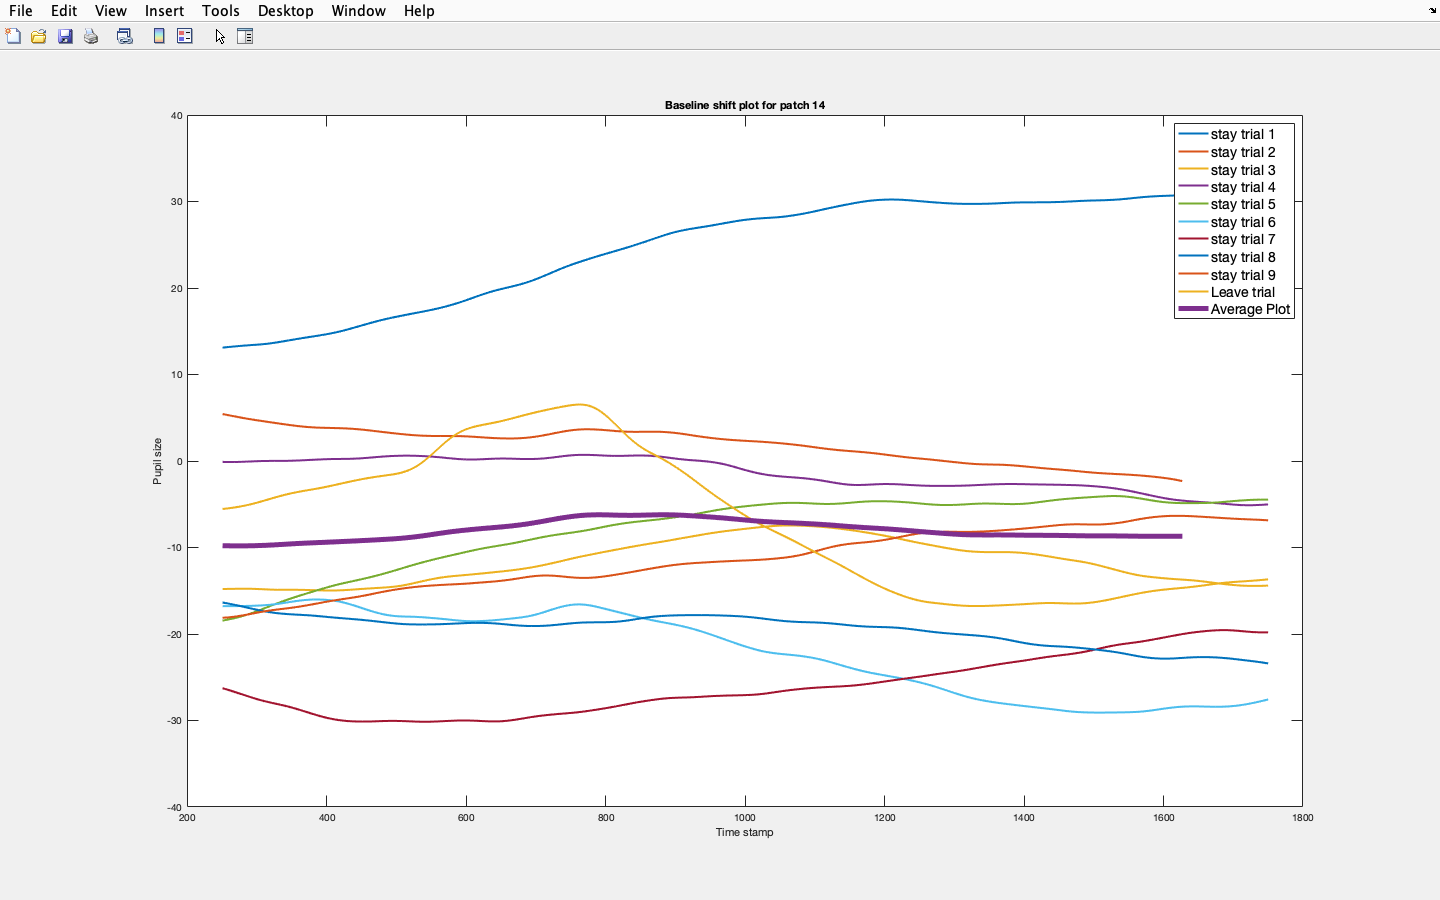 File Edit View Insert Tools Desktop Window Help
Baseline shift plot for patch 14
40
30
20
10
0
-10
-20
-30
-40
Pupil size
200 400 600 800 1000 1200 1400 1600 1800
Time stamp
stay trial 1
stay trial 2
stay trial 3
stay trial 4
stay trial 5
stay trial 6
stay trial 7
stay trial 8
stay trial 9
Leave trial
Average Plot